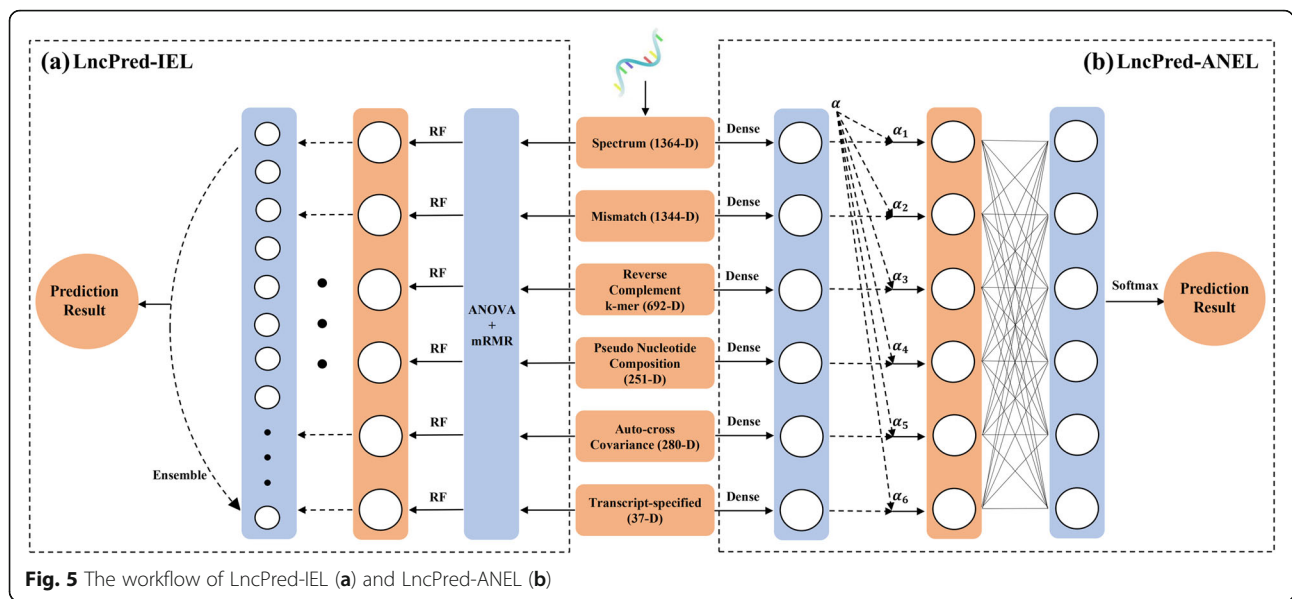 (a) LncPred-IEL
(b) LncPred-ANEL
RF
RF
RF
RF
RF
RF
Prediction
Result
Ensemble
ANOVA
+
mRMR
Spectrum (1364-D)
Mismatch (1344-D)
Reverse
Complement
k-mer (692-D)
Pseudo Nucleotide
Composition
(251-D)
Auto-cross
Covariance (280-D)
Transcript-specified
(37-D)
Dense
Dense
Dense
Dense
Dense
Dense
α
α1
α2
α3
α4
α5
α6
Softmax
Prediction
Result
Fig. 5 The workflow of LncPred-IEL (a) and LncPred-ANEL (b)